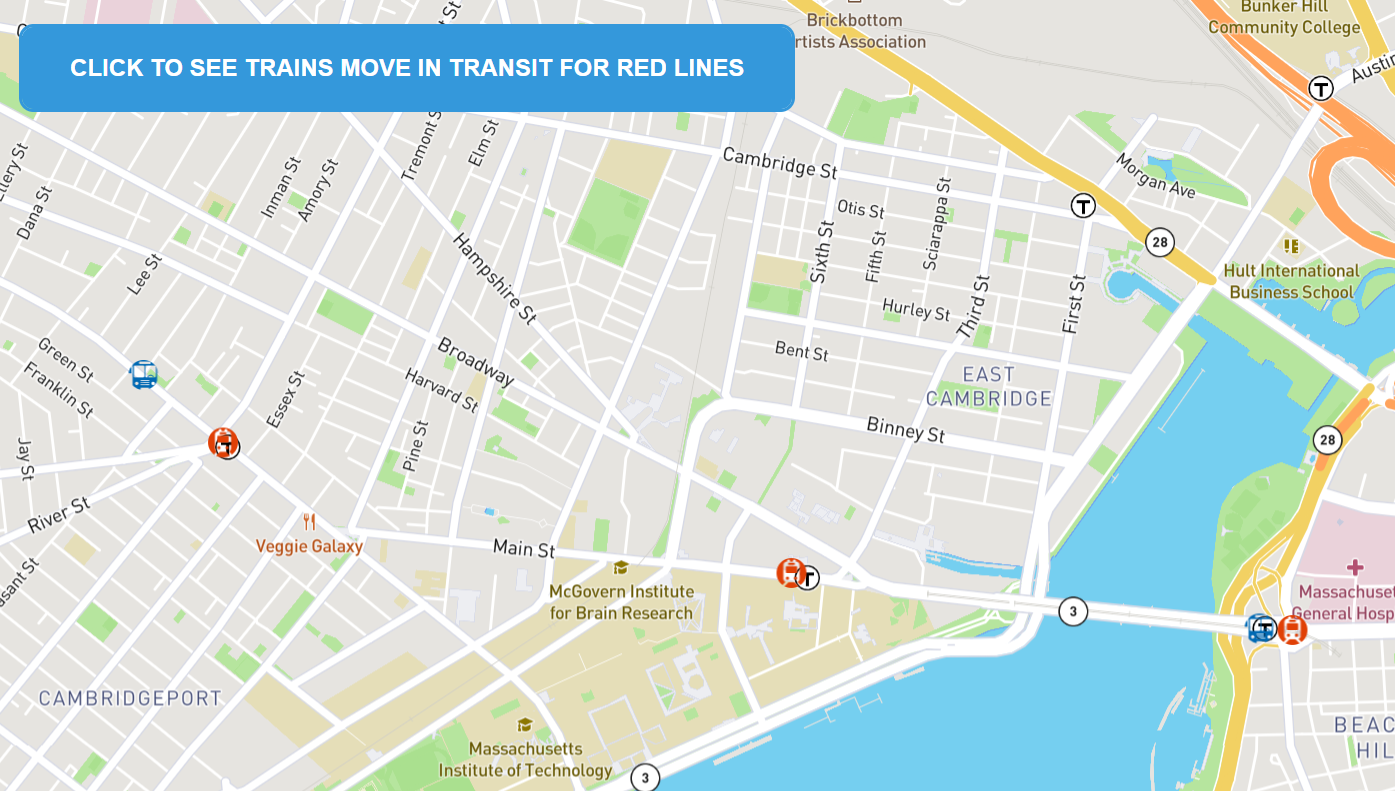 Brickbottom
rtists Association
Bunker Hill
Community College
CLICK TO SEE TRAINS MOVE IN TRANSIT FOR RED LINES
Austin
T
Tremont S
Elm St
Cambridge St
Morgan Ave
Inman St
Amory St
Dana St
Otis St
Sciarappa St
T
28
Sixth St
Fifth St
Hampshire St
Lee St
Hult International
Business School
Hurley St
Third St
First St
Green St
Franklin St
Broadway
Harvard St
Bent St
EAST
CAMBRIDGE
Essex St
Pine St
Binney St
28
Jay St
T
River St
Veggie Galaxy
Main St
McGovern Institute
for Brain Research
T
3
Massachuset
General Hosp
T
asant St
CAMBRIDGEPORT
BEAC
HIL
Massachusetts
Institute of Technology
3